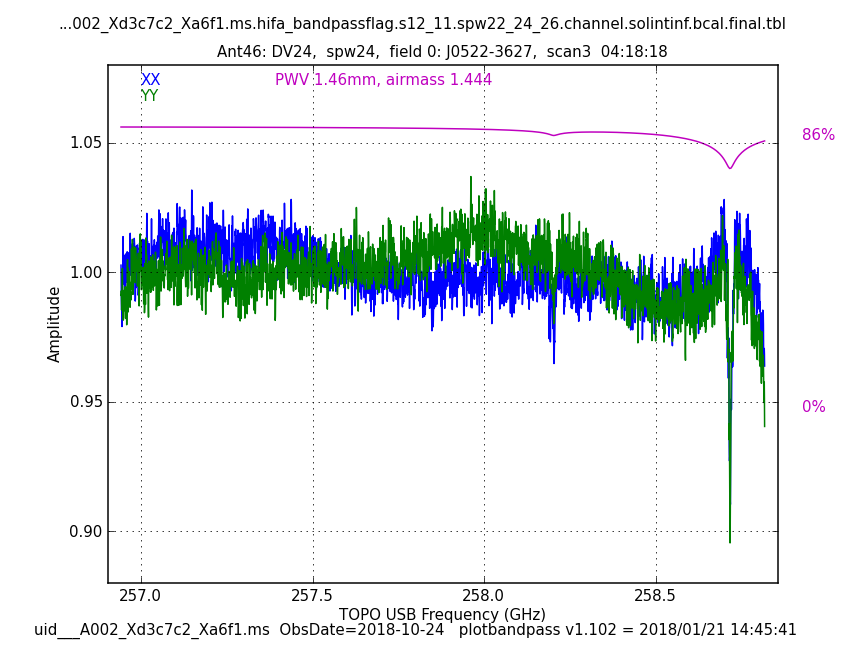 ...002_Xd3c7c2_Xa6f1.ms.hifa_bandpassflag.s12_11.spw22_24_26.channel.solintinf.bcal.final.tbl
Ant46: DV24,  spw24,  field 0: J0522-3627,  scan3  04:18:18
XX
PWV 1.46mm, airmass 1.444
YY
86%
1.05
1.00
0.95
0.90
0%
Amplitude
257.0
257.5
258.0
258.5
TOPO USB Frequency (GHz)
uid___A002_Xd3c7c2_Xa6f1.ms  ObsDate=2018-10-24   plotbandpass v1.102 = 2018/01/21 14:45:41